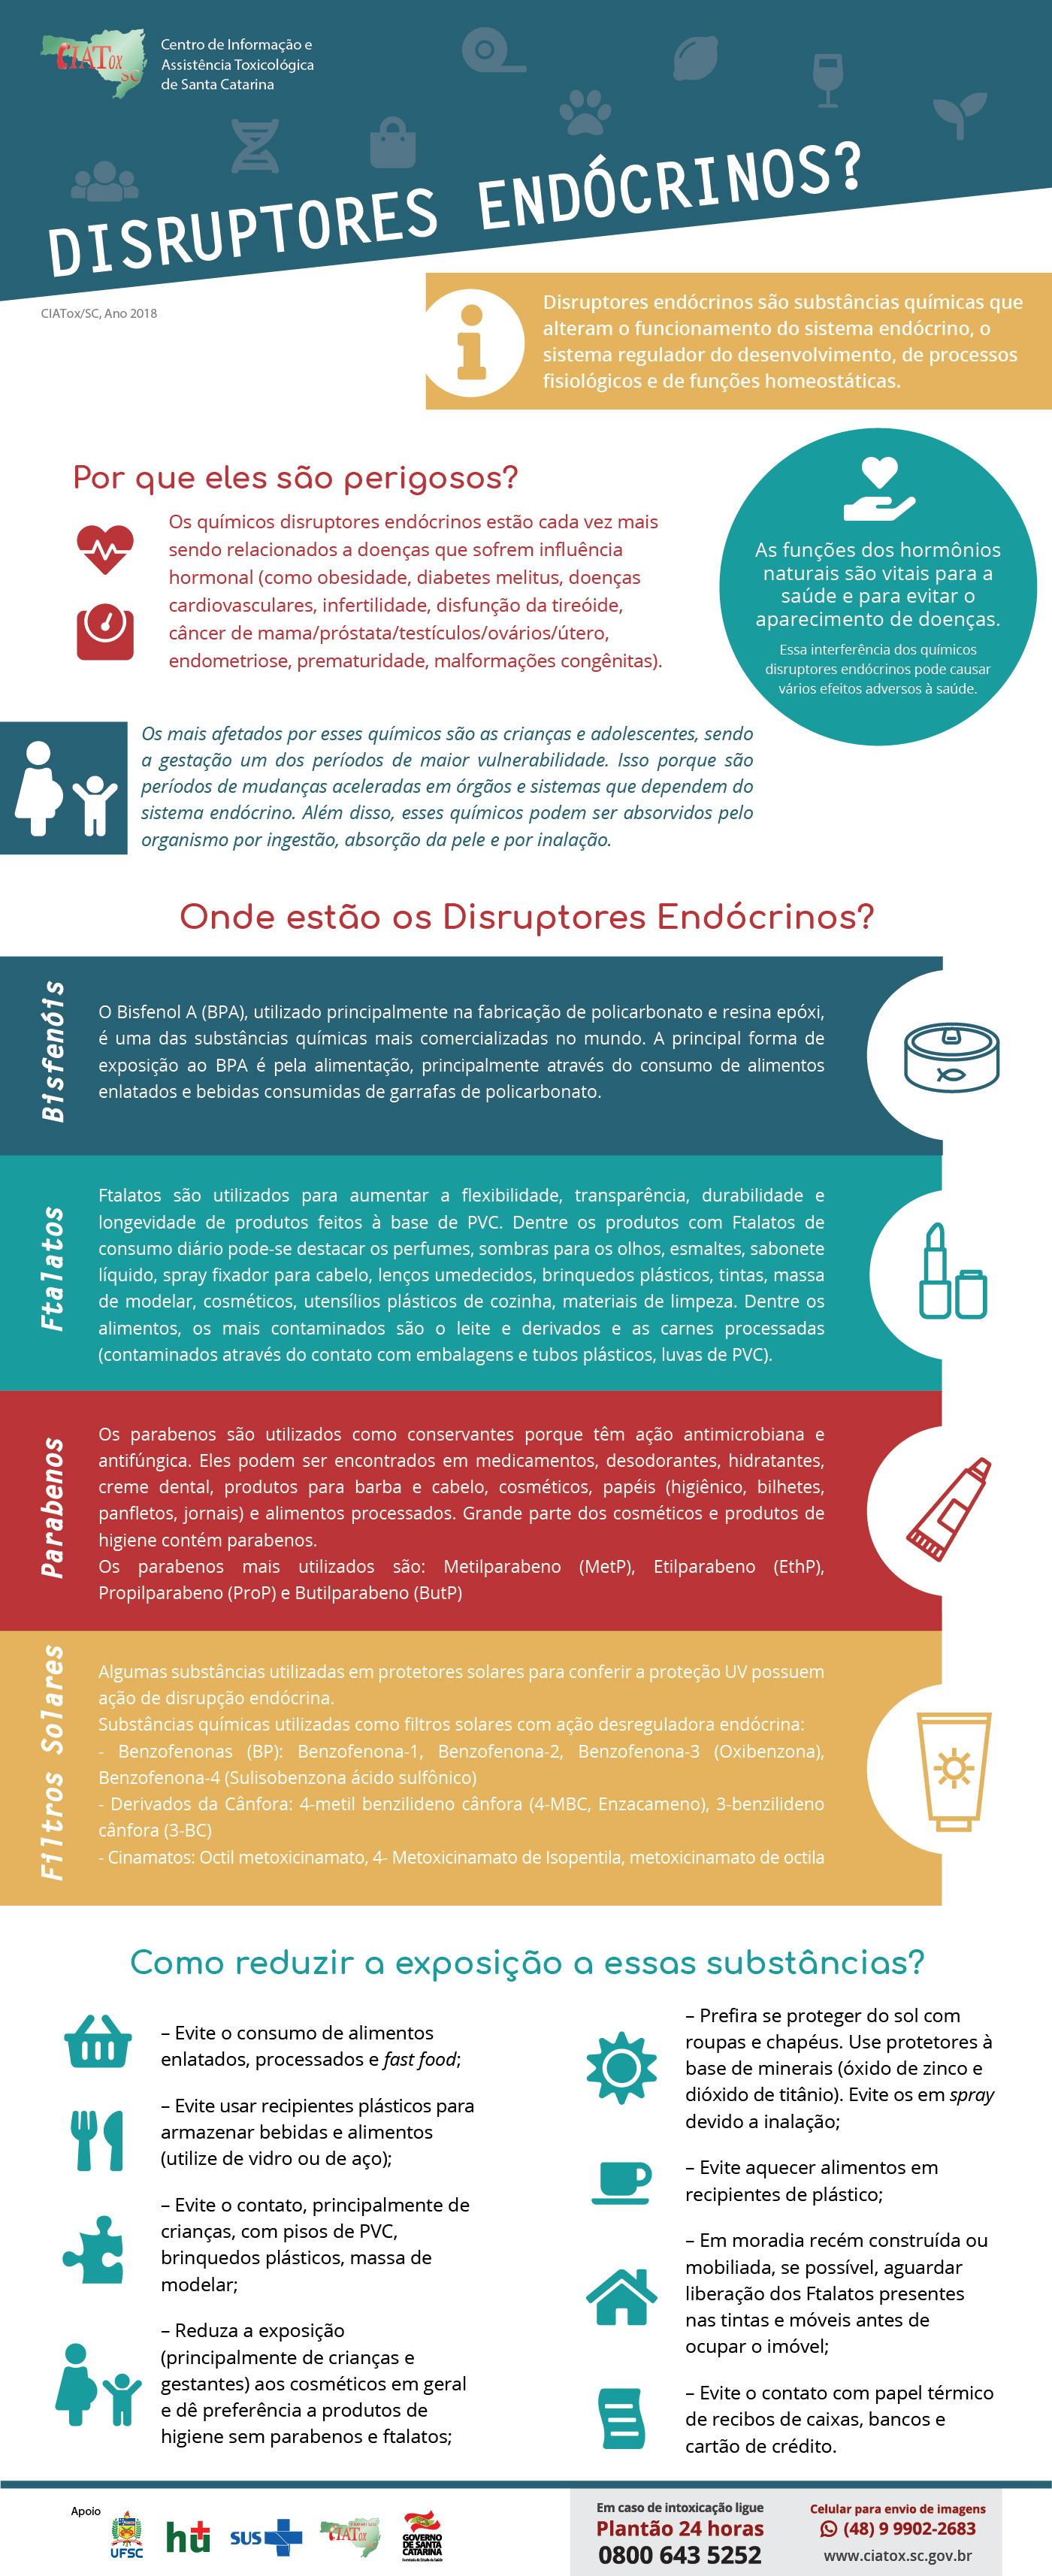 CIATox
SC
Centro de Informação e
Assistência Toxicológica
de Santa Catarina
DISRUPTORES ENDÓCRINOS?
CIATox/SC, Ano 2018
Disruptores endócrinos são substâncias químicas que
alteram o funcionamento do sistema endócrino, o
sistema regulador do desenvolvimento, de processos
fisiológicos e de funções homeostáticas.
Por que eles são perigosos?
Os químicos disruptores endócrinos estão cada vez mais
sendo relacionados a doenças que sofrem influência
hormonal (como obesidade, diabetes melitus, doenças
cardiovasculares, infertilidade, disfunção da tireóide,
câncer de mama/próstata/testículos/ovários/útero,
endometriose, prematuridade, malformações congênitas).
As funções dos hormônios
naturais são vitais para a
saúde e para evitar o
aparecimento de doenças.
Essa interferência dos químicos
disruptores endócrinos pode causar
vários efeitos adversos à saúde.
Os mais afetados por esses químicos são as crianças e adolescentes, sendo
a gestação um dos períodos de maior vulnerabilidade. Isso porque são
períodos de mudanças aceleradas em órgãos e sistemas que dependem do
sistema endócrino. Além disso, esses químicos podem ser absorvidos pelo
organismo por ingestão, absorção da pele e por inalação.
Onde estão os Disruptores Endócrinos?
Bisfenóis
O Bisfenol A (BPA), utilizado principalmente na fabricação de policarbonato e resina epóxi,
é uma das substâncias químicas mais comercializadas no mundo. A principal forma de
exposição ao BPA é pela alimentação, principalmente através do consumo de alimentos
enlatados e bebidas consumidas de garrafas de policarbonato.
Ftalatos
Ftalatos são utilizados para aumentar a flexibilidade, transparência, durabilidade e
longevidade de produtos feitos à base de PVC. Dentre os produtos com Ftalatos de
consumo diário pode-se destacar os perfumes, sombras para os olhos, esmaltes, sabonete
líquido, spray fixador para cabelo, lenços umedecidos, brinquedos plásticos, tintas, massa
de modelar, cosméticos, utensílios plásticos de cozinha, materiais de limpeza. Dentre os
alimentos, os mais contaminados são o leite e derivados e as carnes processadas
(contaminados através do contato com embalagens e tubos plásticos, luvas de PVC).
Parabenos
Os parabenos são utilizados como conservantes porque têm ação antimicrobiana e
antifúngica. Eles podem ser encontrados em medicamentos, desodorantes, hidratantes,
creme dental, produtos para barba e cabelo, cosméticos, papéis (higiênico, bilhetes,
panfletos, jornais) e alimentos processados. Grande parte dos cosméticos e produtos de
higiene contém parabenos.
Os parabenos mais utilizados são: Metilparabeno (MetP), Etilparabeno (EthP),
Propilparabeno (ProP) e Butilparabeno (ButP)
Filtros Solares
Algumas substâncias utilizadas em protetores solares para conferir a proteção UV possuem
ação de disrupção endócrina.
Substâncias químicas utilizadas como filtros solares com ação desreguladora endócrina:
- Benzofenonas (BP): Benzofenona-1, Benzofenona-2, Benzofenona-3 (Oxibenzona),
Benzofenona-4 (Sulisobenzona ácido sulfônico)
- Derivados da Cânfora: 4-metil benzilideno cânfora (4-MBC, Enzacameno), 3-benzilideno
cânfora (3-BC)
- Cinamatos: Octil metoxicinamato, 4- Metoxicinamato de Isopentila, metoxicinamato de octila
Como reduzir a exposição a essas substâncias?
– Evite o consumo de alimentos
enlatados, processados e fast food;
– Evite usar recipientes plásticos para
armazenar bebidas e alimentos
(utilize de vidro ou de aço);
– Evite o contato, principalmente de
crianças, com pisos de PVC,
brinquedos plásticos, massa de
modelar;
– Reduza a exposição
(principalmente de crianças e
gestantes) aos cosméticos em geral
e dê preferência a produtos de
higiene sem parabenos e ftalatos;
– Prefira se proteger do sol com
roupas e chapéus. Use protetores à
base de minerais (óxido de zinco e
dióxido de titânio). Evite os em spray
devido a inalação;
– Evite aquecer alimentos em
recipientes de plástico;
– Em moradia recém construída ou
mobiliada, se possível, aguardar
liberação dos Ftalatos presentes
nas tintas e móveis antes de
ocupar o imóvel;
– Evite o contato com papel térmico
de recibos de caixas, bancos e
cartão de crédito.
Apoio
UFSC
hu
SUS
CIATox
GOVERNO
DE SANTA
CATARINA
Secretaria de Estado da Saúde
Em caso de intoxicação ligue
Plantão 24 horas
0800 643 5252
Celular para envio de imagens
(48) 9 9902-2683
www.ciatox.sc.gov.br